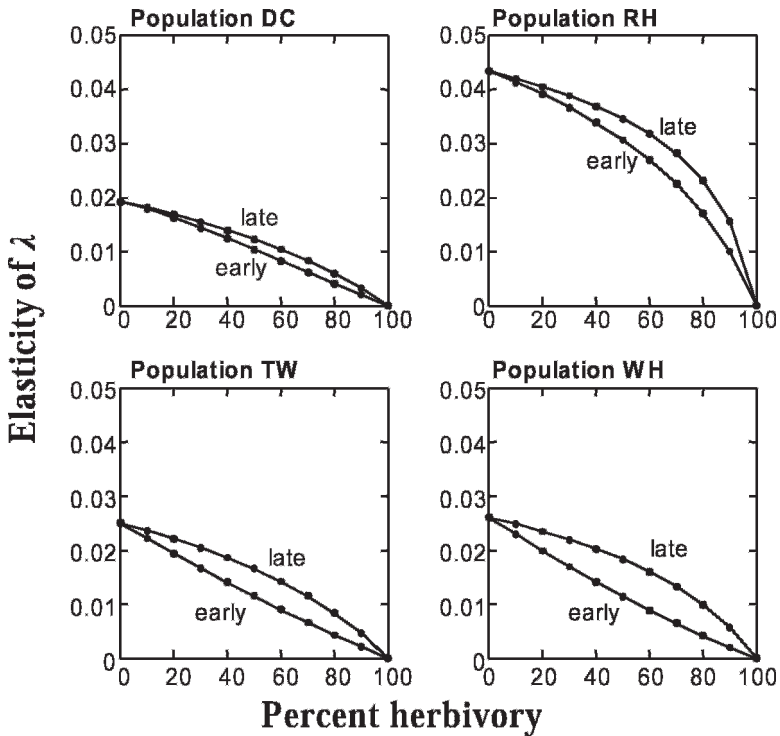 Population DC
0.05
0.04
0.03
0.02
0.01
0
late
early
0 20 40 60 80 100
Population RH
0.05
0.04
0.03
0.02
0.01
0
late
early
0 20 40 60 80 100
Population TW
0.05
0.04
0.03
0.02
0.01
0
late
early
0 20 40 60 80 100
Population WH
0.05
0.04
0.03
0.02
0.01
0
late
early
0 20 40 60 80 100
Elasticity of λ
Percent herbivory